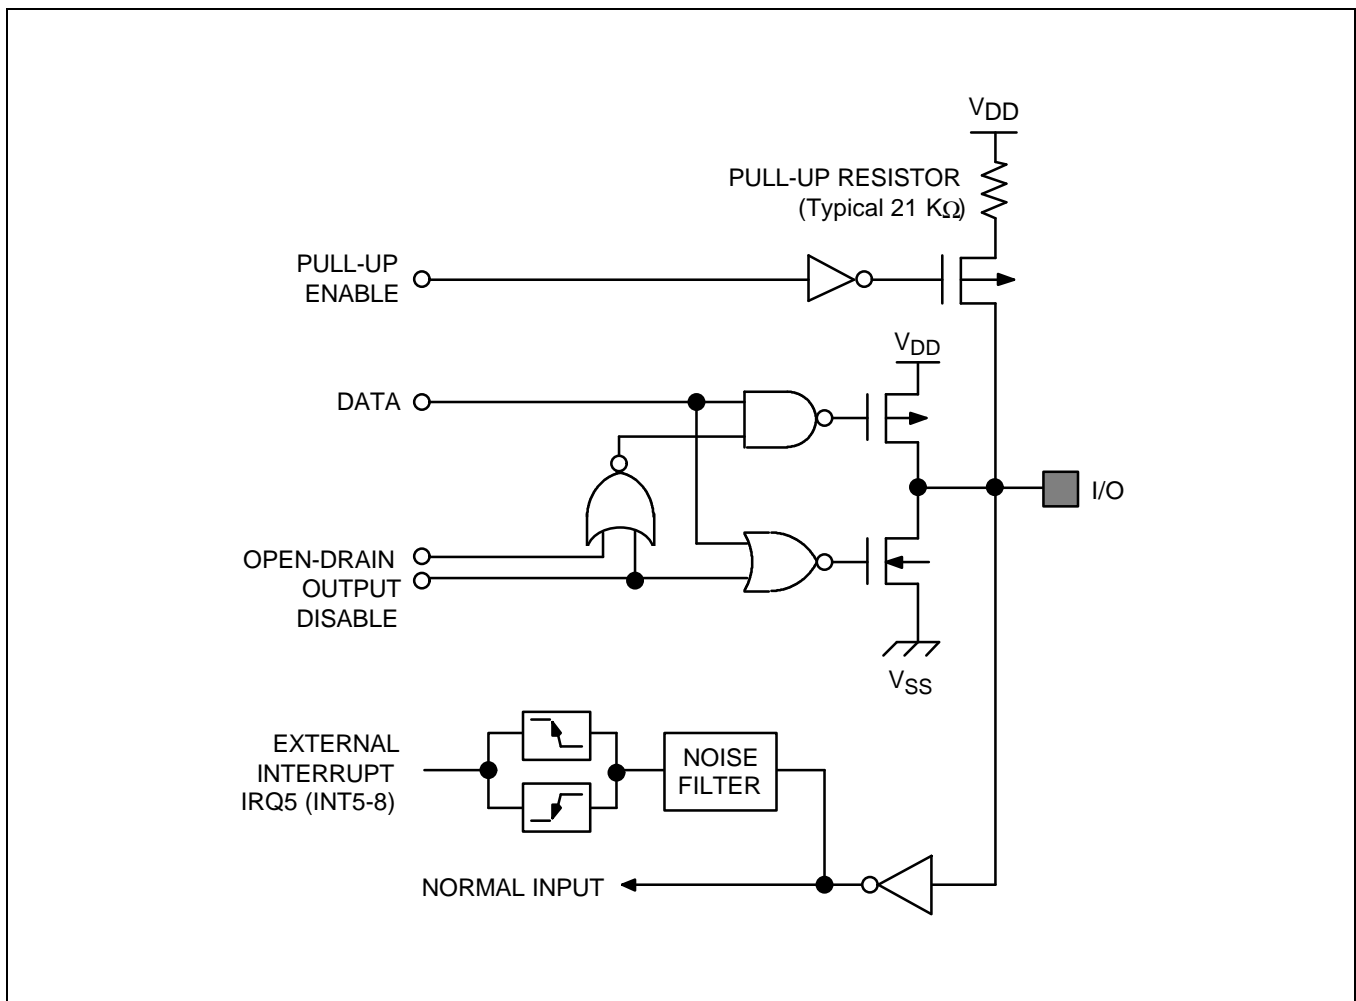 VDD
PULL-UP RESISTOR
(Typical 21 KΩ)
PULL-UP
ENABLE
VDD
DATA
I/O
OPEN-DRAIN
OUTPUT
DISABLE
VSS
EXTERNAL
INTERRUPT
IRQ5 (INT5-8)
NOISE
FILTER
NORMAL INPUT